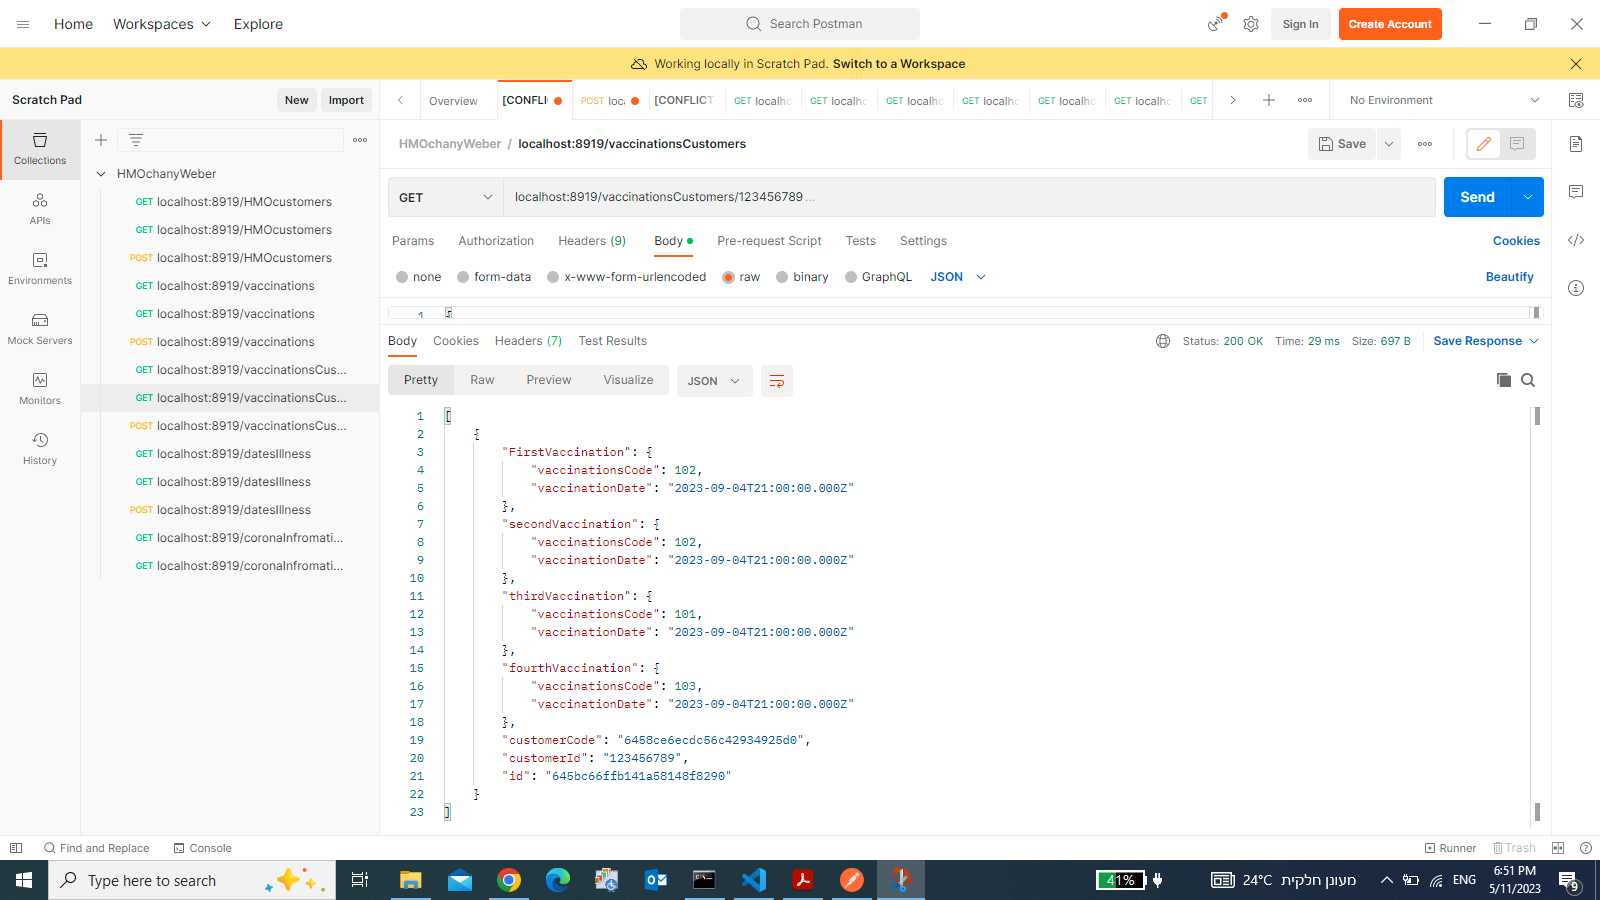 Home Workspaces Explore Search Postman Sign In Create Account
Working locally in Scratch Pad. Switch to a Workspace
Scratch Pad New Import Overview [CONFLI POST loca [CONFLICT GET localho GET localho GET localho GET localho GET localho GET localho GET No Environment
Collections
APIs
Environments
Mock Servers
Monitors
History
HMOchanyWeber
GET localhost:8919/HMOcustomers
GET localhost:8919/HMOcustomers
POST localhost:8919/HMOcustomers
GET localhost:8919/vaccinations
GET localhost:8919/vaccinations
POST localhost:8919/vaccinations
GET localhost:8919/vaccinationsCus...
GET localhost:8919/vaccinationsCus...
POST localhost:8919/vaccinationsCus...
GET localhost:8919/datesIllness
GET localhost:8919/datesIllness
POST localhost:8919/datesIllness
GET localhost:8919/coronaInfromati...
GET localhost:8919/coronaInfromati...
HMOchanyWeber / localhost:8919/vaccinationsCustomers Save
GET localhost:8919/vaccinationsCustomers/123456789 ... Send
Params Authorization Headers (9) Body Pre-request Script Tests Settings Cookies
none form-data x-www-form-urlencoded raw binary GraphQL JSON Beautify
1 {
Body Cookies Headers (7) Test Results Status: 200 OK Time: 29 ms Size: 697 B Save Response
Pretty Raw Preview Visualize JSON
1 [
2 {
3 "FirstVaccination": {
4 "vaccinationsCode": 102,
5 "vaccinationDate": "2023-09-04T21:00:00.000Z"
6 },
7 "secondVaccination": {
8 "vaccinationsCode": 102,
9 "vaccinationDate": "2023-09-04T21:00:00.000Z"
10 },
11 "thirdVaccination": {
12 "vaccinationsCode": 101,
13 "vaccinationDate": "2023-09-04T21:00:00.000Z"
14 },
15 "fourthVaccination": {
16 "vaccinationsCode": 103,
17 "vaccinationDate": "2023-09-04T21:00:00.000Z"
18 },
19 "customerCode": "6458ce6ecdc56c42934925d0",
20 "customerId": "123456789",
21 "id": "645bc66ffb141a58148f8290"
22 }
23 ]
Find and Replace Console Runner Trash
Type here to search 41% 24°C מעונן חלקית ENG 6:51 PM
5/11/2023 9